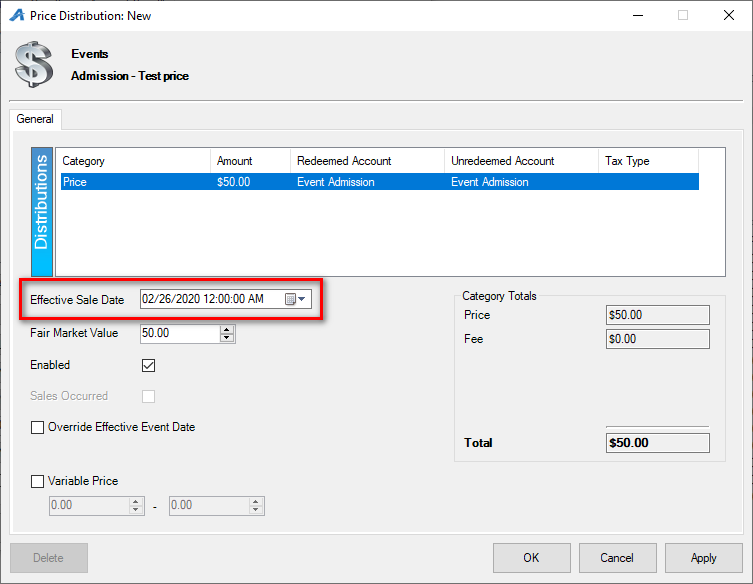 Price Distribution: New
Events
Admission - Test price
General
Distributions
Category Amount Redeemed Account Unredeemed Account Tax Type
Price $50.00 Event Admission Event Admission
Effective Sale Date 02/26/2020 12:00:00 AM
Category Totals
Price $50.00
Fair Market Value 50.00
Fee $0.00
Enabled
Sales Occurred
Override Effective Event Date
Total $50.00
Variable Price
0.00 - 0.00
Delete OK Cancel Apply